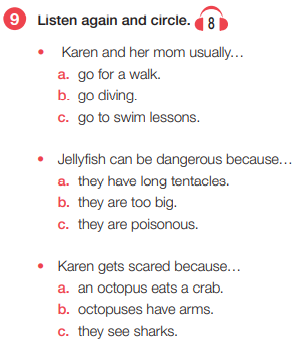 9 Listen again and circle. 8
• Karen and her mom usually…
a. go for a walk.
b. go diving.
c. go to swim lessons.
• Jellyfish can be dangerous because…
a. they have long tentacles.
b. they are too big.
c. they are poisonous.
• Karen gets scared because…
a. an octopus eats a crab.
b. octopuses have arms.
c. they see sharks.